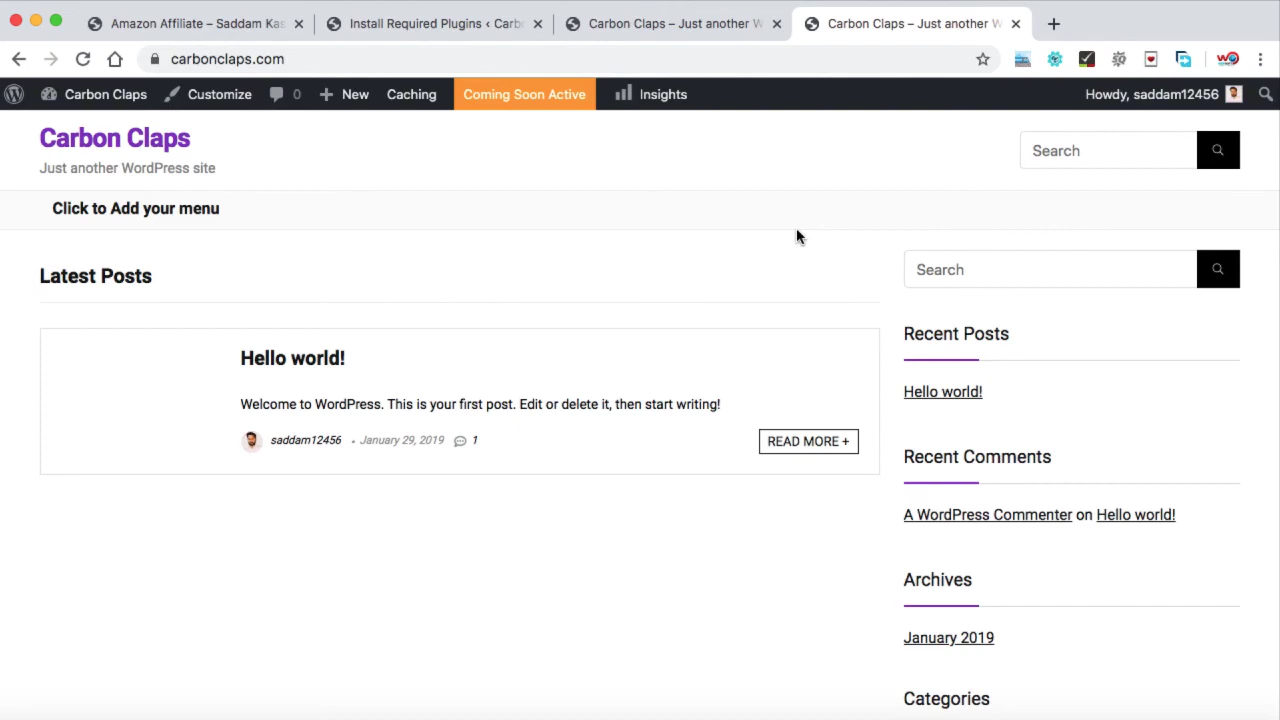 Amazon Affiliate – Saddam Kas
Install Required Plugins ‹ Carb
Carbon Claps – Just another W
Carbon Claps – Just another W
carbonclaps.com
Carbon Claps
Customize
0
New
Caching
Coming Soon Active
Insights
Howdy, saddam12456
Carbon Claps
Just another WordPress site
Search
Click to Add your menu
Latest Posts
Hello world!
Welcome to WordPress. This is your first post. Edit or delete it, then start writing!
saddam12456 • January 29, 2019 1
READ MORE +
Search
Recent Posts
Hello world!
Recent Comments
A WordPress Commenter on Hello world!
Archives
January 2019
Categories